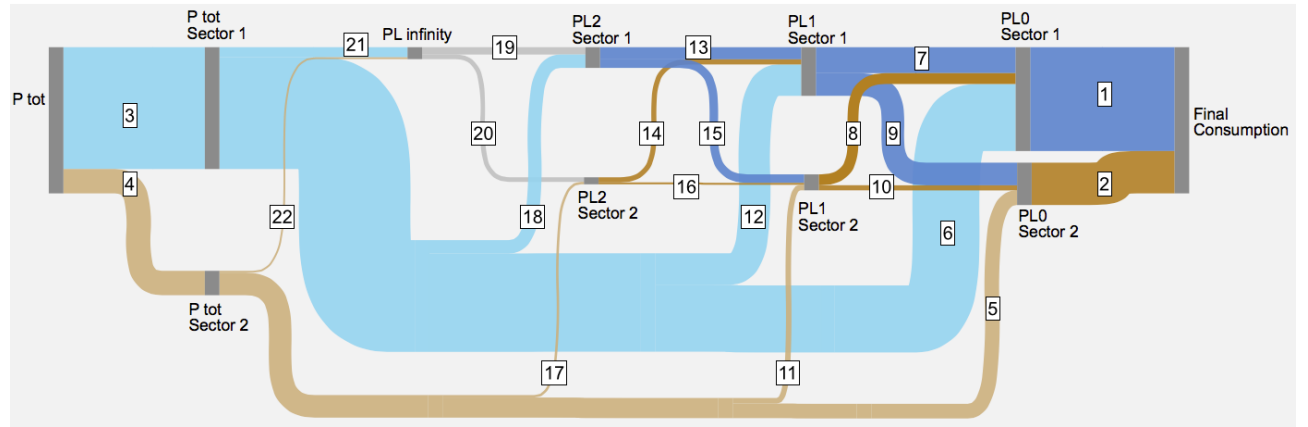 P tot
Sector 1
21
PL infinity
19
PL2
Sector 1
13
PL1
Sector 1
7
PL0
Sector 1
1
P tot
3
Final
Consumption
20
14
15
8
9
4
22
18
PL2
Sector 2
16
12
PL1
Sector 2
10
6
PL0
Sector 2
2
P tot
Sector 2
5
17
11